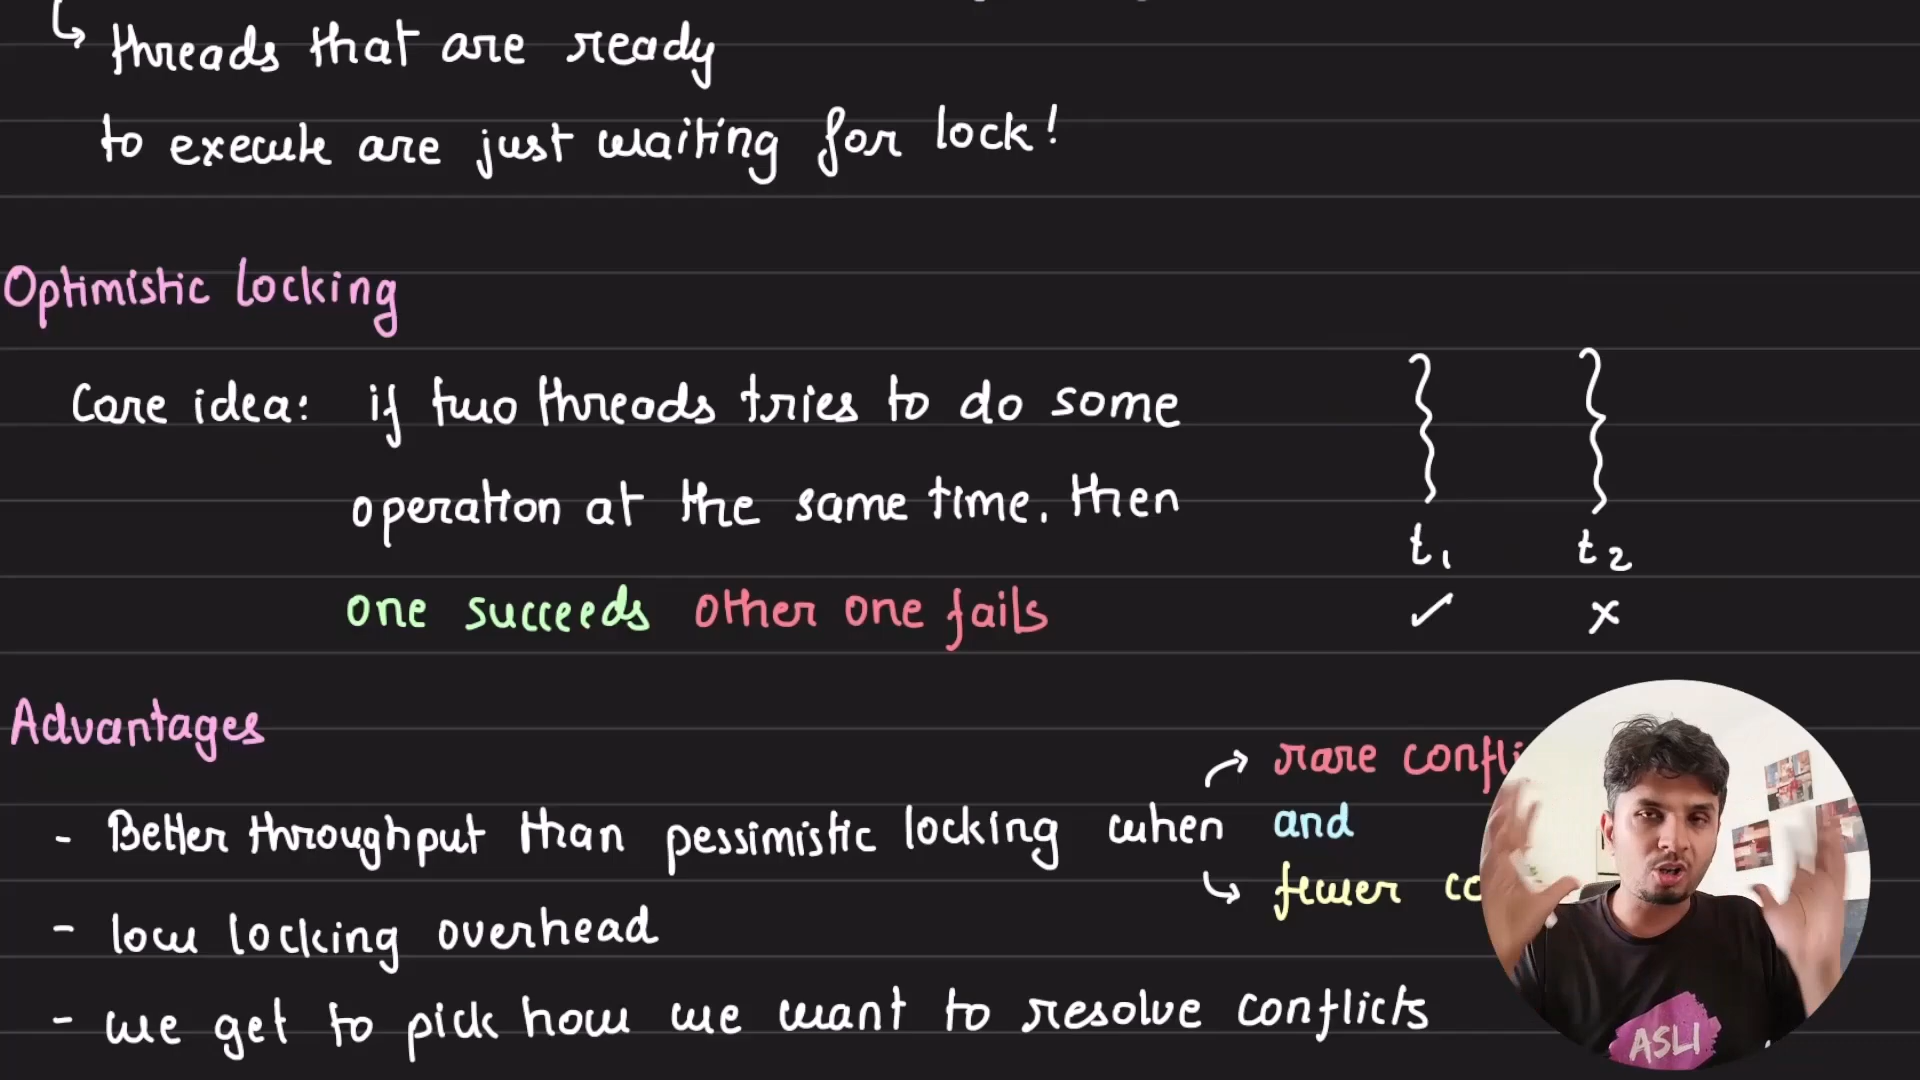 threads that are ready
to execute are just waiting for lock!
Optimistic locking
Core idea: if two threads tries to do some
operation at the same time, then
one succeeds other one fails
t1 t2
Advantages
rare
- Better throughput than pessimistic locking when and
fewer
- low locking overhead
- we get to pick how we want to resolve conflicts
ASLI